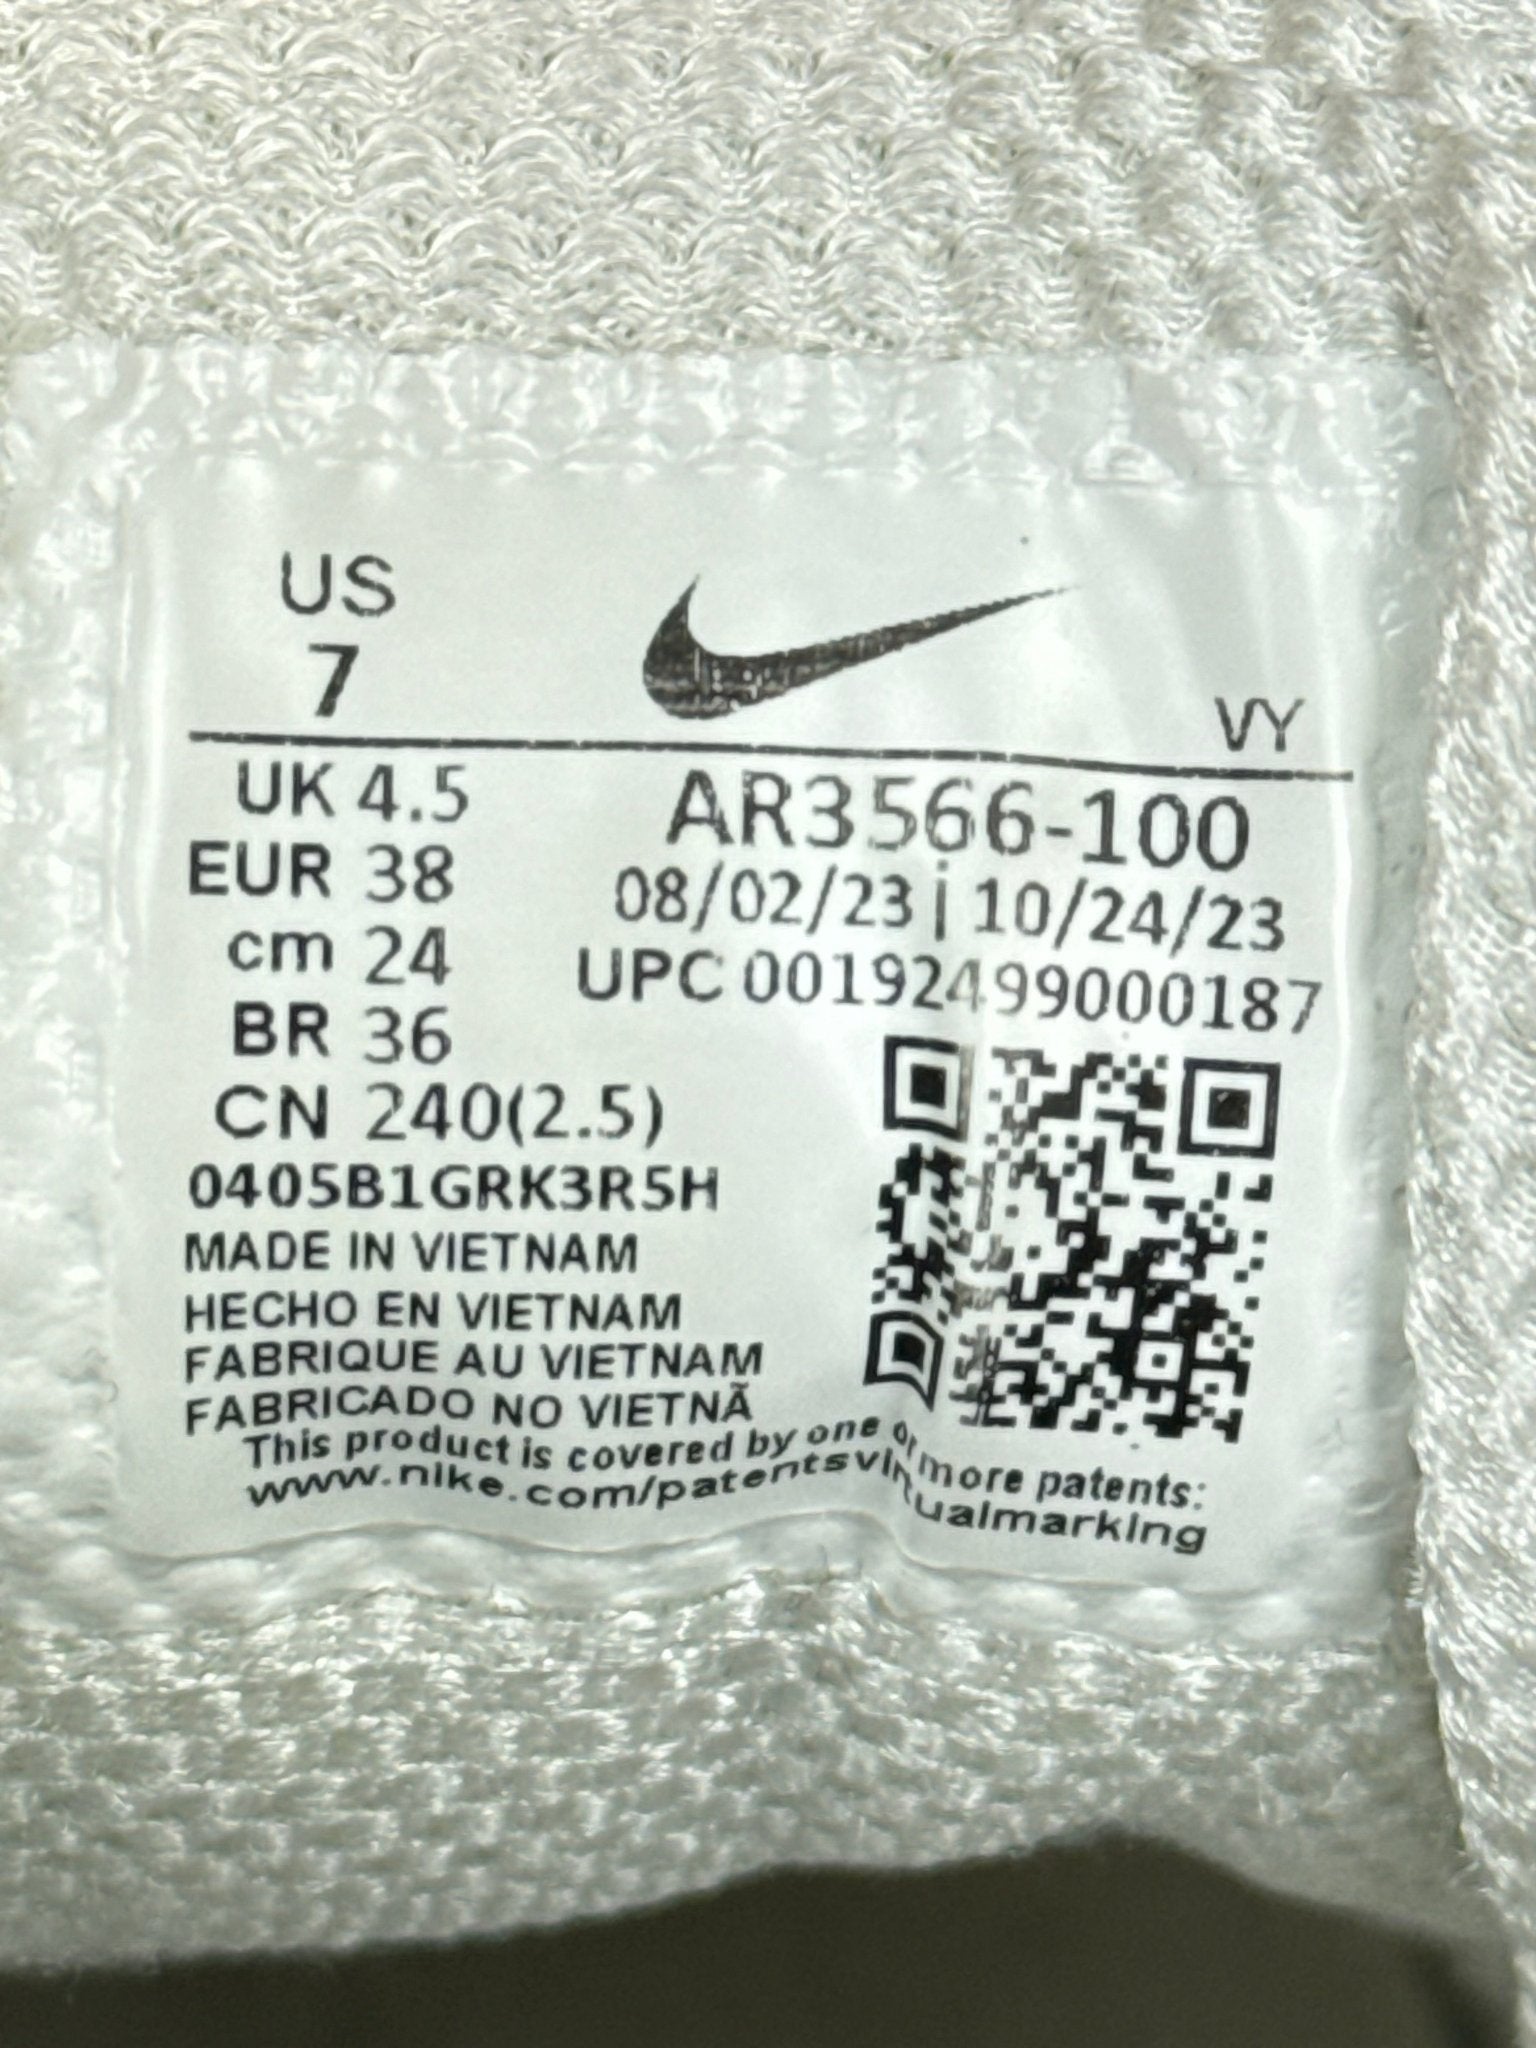 US
7
VY
UK 4.5
EUR 38
cm 24
BR 36
CN 240(2.5)
AR3566-100
08/02/23 | 10/24/23
UPC 00192499000187
0405B1GRK3R5H
MADE IN VIETNAM
HECHO EN VIETNAM
FABRIQUE AU VIETNAM
FABRICADO NO VIETNÃ
This product is covered by one or more patents:
www.nike.com/patentsvirtualmarking